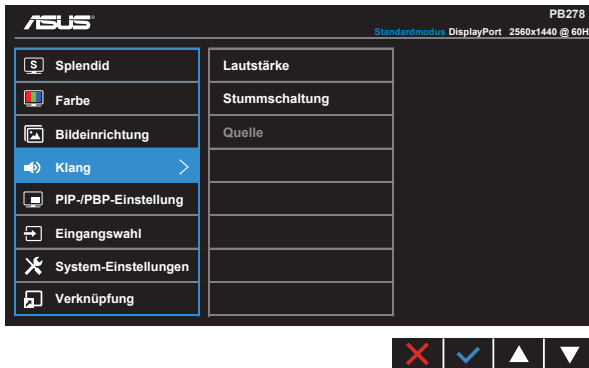 ASUS
PB278
Standardmodus DisplayPort 2560x1440 @ 60H
S Splendid
Farbe
Bildeinrichtung
Klang
PIP-/PBP-Einstellung
Eingangswahl
System-Einstellungen
Verknüpfung
Lautstärke
Stummschaltung
Quelle